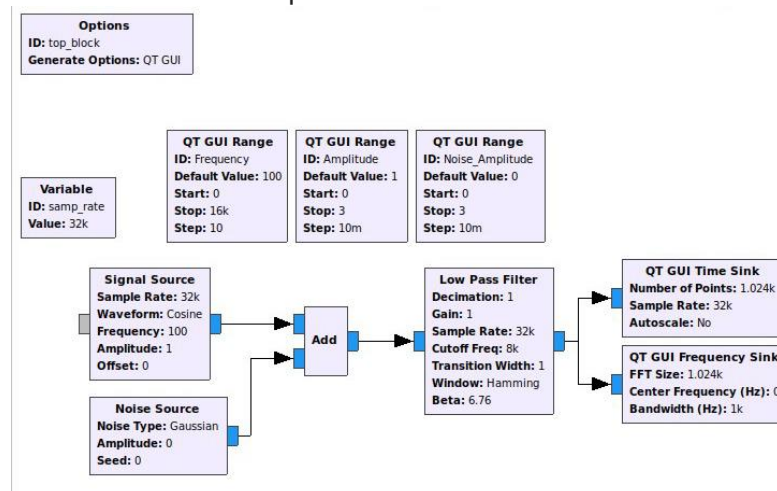 Options
ID: top_block
Generate Options: QT GUI
QT GUI Range
ID: Frequency
Default Value: 100
Start: 0
Stop: 16k
Step: 10
QT GUI Range
ID: Amplitude
Default Value: 1
Start: 0
Stop: 3
Step: 10m
QT GUI Range
ID: Noise_Amplitude
Default Value: 0
Start: 0
Stop: 3
Step: 10m
Variable
ID: samp_rate
Value: 32k
Signal Source
Sample Rate: 32k
Waveform: Cosine
Frequency: 100
Amplitude: 1
Offset: 0
Noise Source
Noise Type: Gaussian
Amplitude: 0
Seed: 0
Add
Low Pass Filter
Decimation: 1
Gain: 1
Sample Rate: 32k
Cutoff Freq: 8k
Transition Width: 1
Window: Hamming
Beta: 6.76
QT GUI Time Sink
Number of Points: 1.024k
Sample Rate: 32k
Autoscale: No
QT GUI Frequency Sink
FFT Size: 1.024k
Center Frequency (Hz): 0
Bandwidth (Hz): 1k